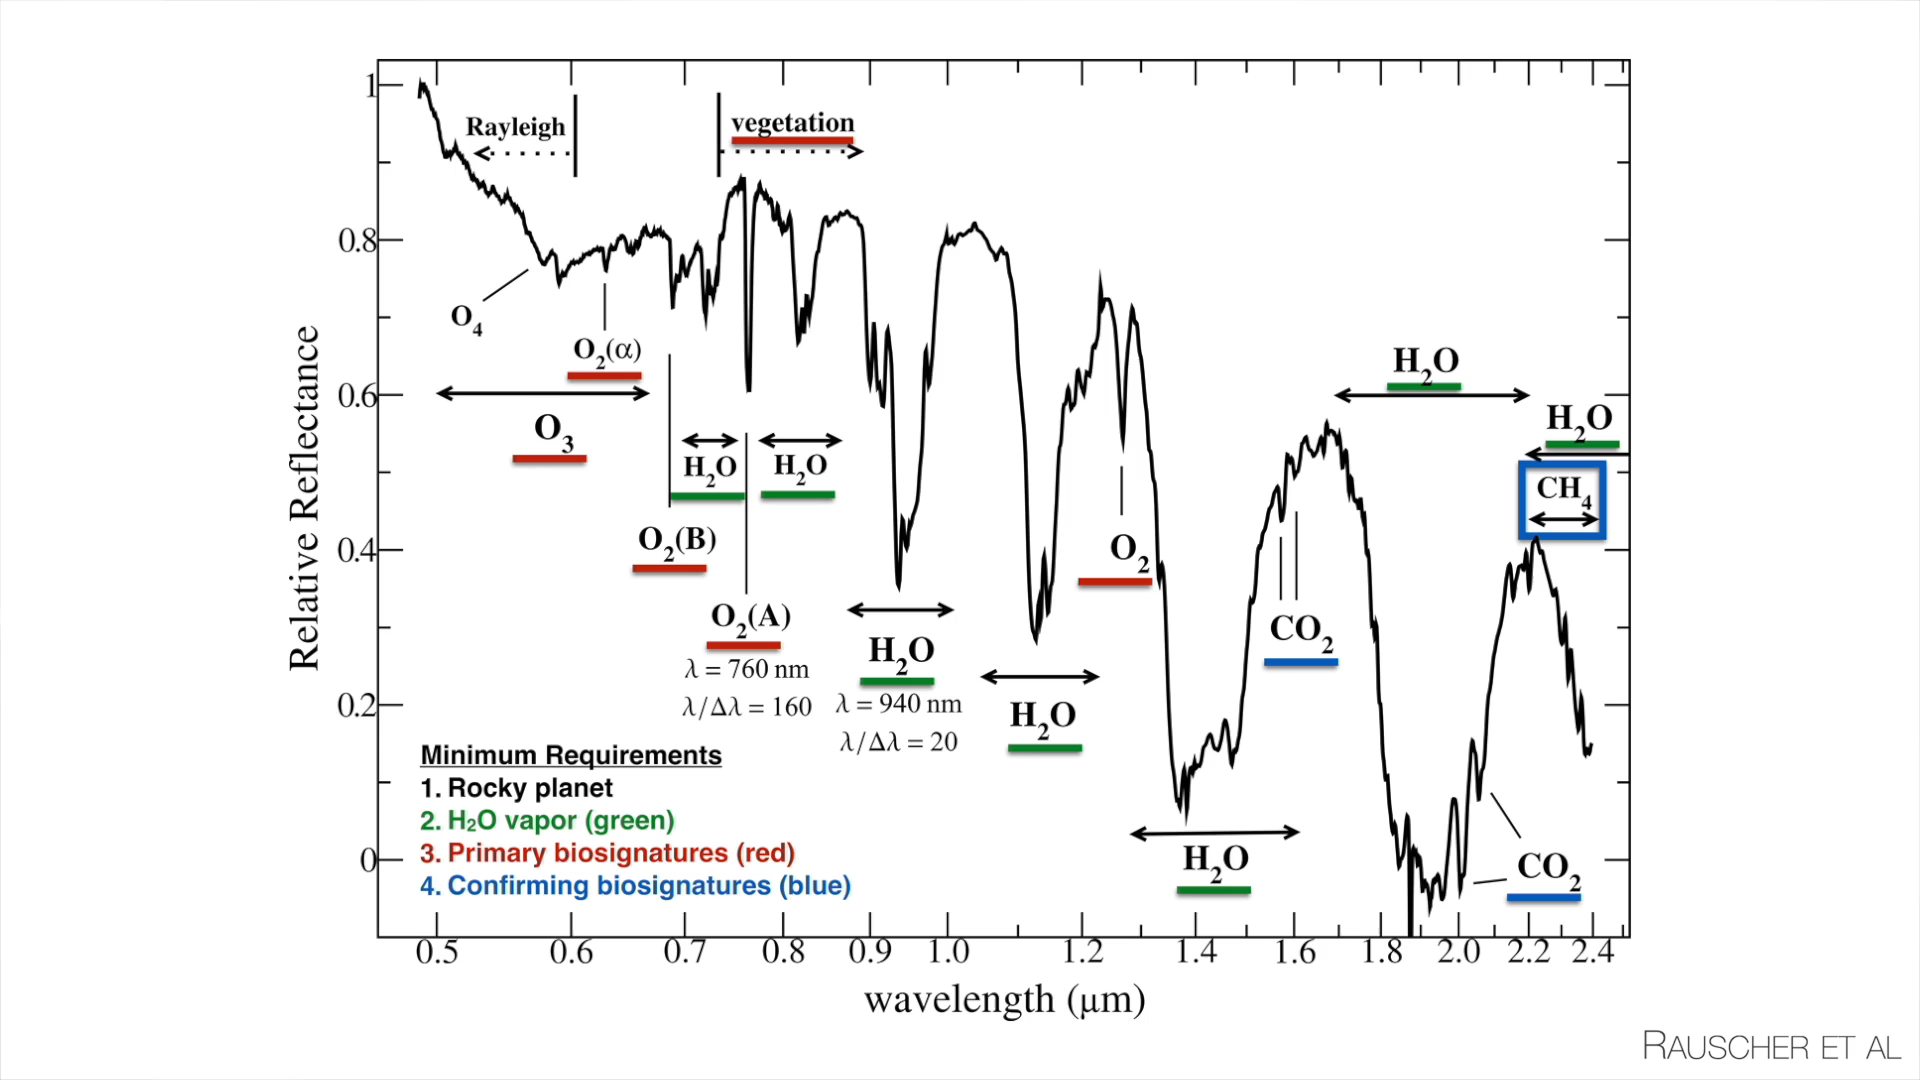 Relative Reflectance
1
0.8
0.6
0.4
0.2
0
Rayleigh
vegetation
O4
O2(α)
O3
H2O
H2O
O2(B)
O2(A)
λ = 760 nm
λ/Δλ = 160
H2O
λ = 940 nm
λ/Δλ = 20
H2O
O2
H2O
CO2
H2O
H2O
CH4
CO2
Minimum Requirements
1. Rocky planet
2. H2O vapor (green)
3. Primary biosignatures (red)
4. Confirming biosignatures (blue)
0.5 0.6 0.7 0.8 0.9 1.0 1.2 1.4 1.6 1.8 2.0 2.2 2.4
wavelength (μm)
RAUSCHER ET AL